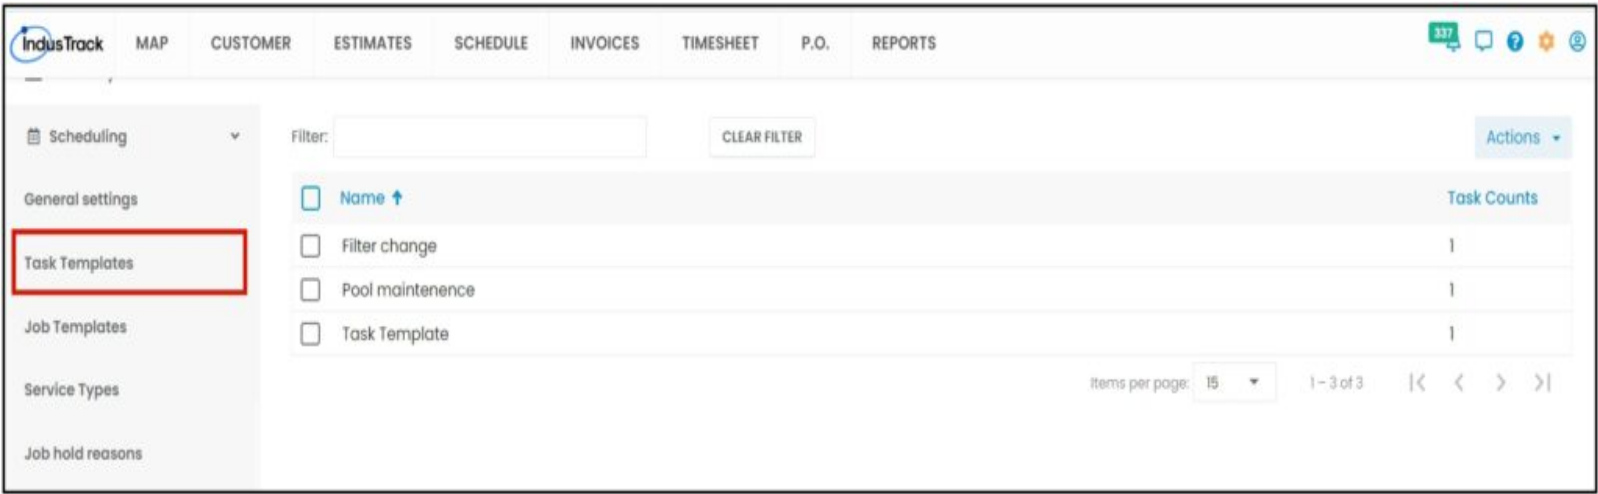 IndusTrack MAP CUSTOMER ESTIMATES SCHEDULE INVOICES TIMESHEET P.O. REPORTS 337
Scheduling
Filter: CLEAR FILTER Actions
General settings
Name Task Counts
Filter change 1
Task Templates
Pool maintenence 1
Job Templates
Task Template 1
Items per page: 15 1 – 3 of 3
Service Types
Job hold reasons